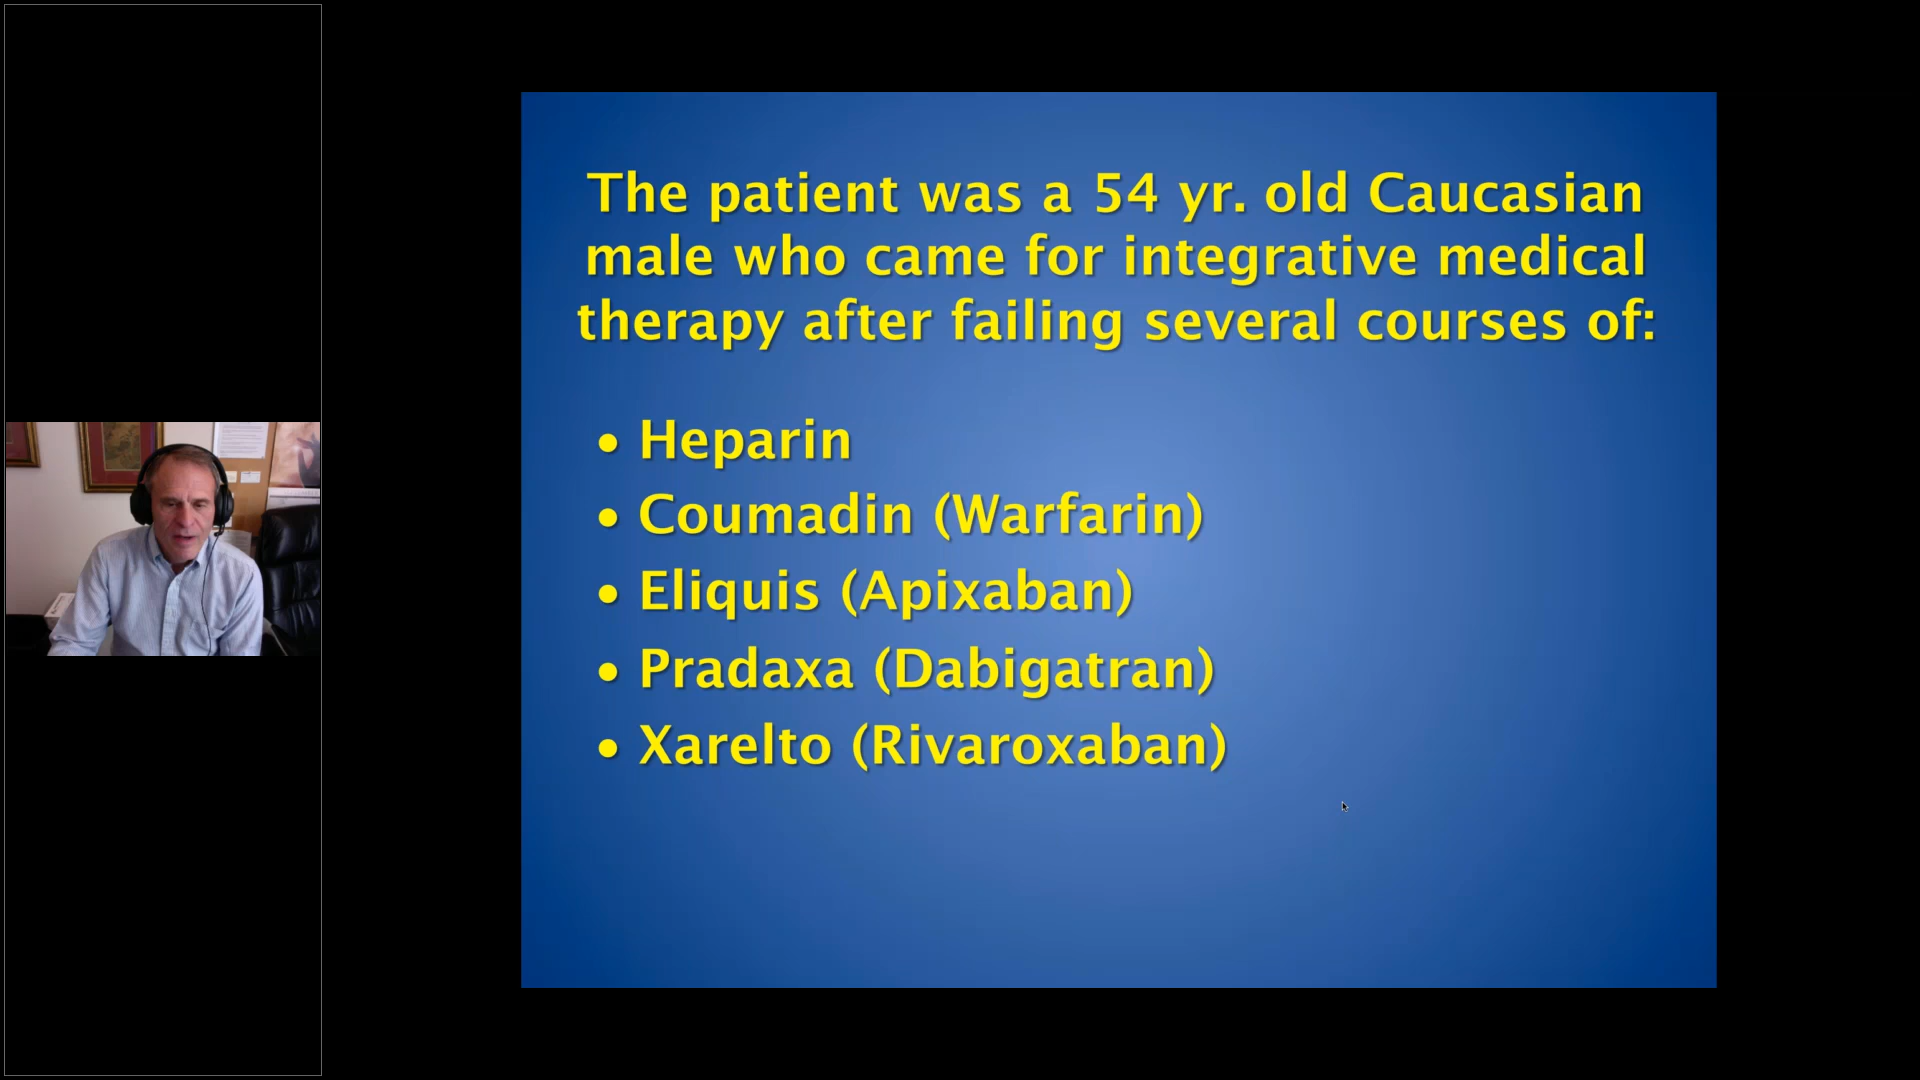 The patient was a 54 yr. old Caucasian
male who came for integrative medical
therapy after failing several courses of:
• Heparin
• Coumadin (Warfarin)
• Eliquis (Apixaban)
• Pradaxa (Dabigatran)
• Xarelto (Rivaroxaban)